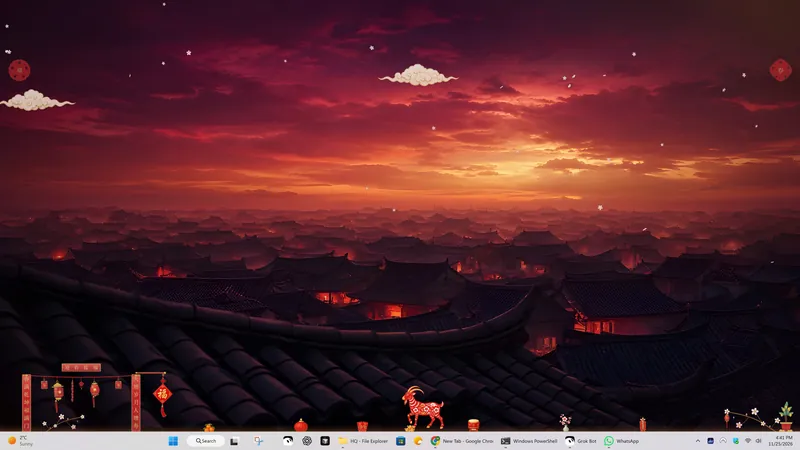 福
2°C
Sunny
Search
HQ - File Explorer
New Tab - Google Chro
Windows PowerShell
Grok Bot
WhatsApp
4:41 PM
11/25/2026